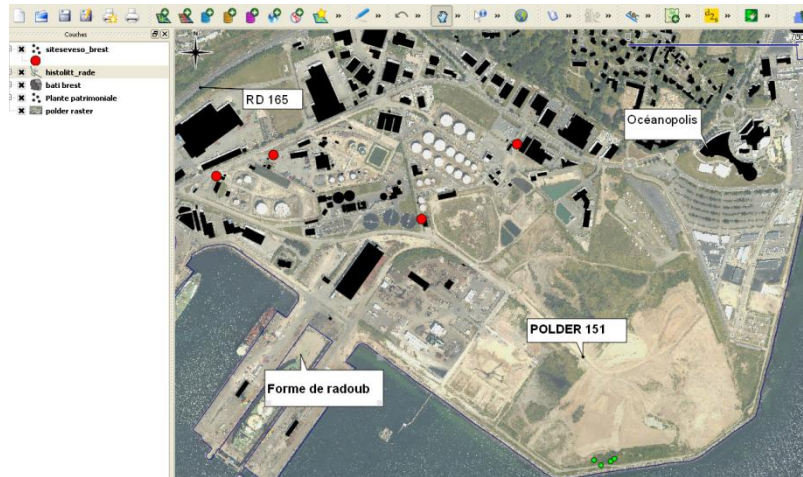 Couches
siteseveso_brest
histolitt_rade
bati brest
Plante patrimoniale
polder raster
RD 165
Océanopolis
POLDER 151
Forme de radoub